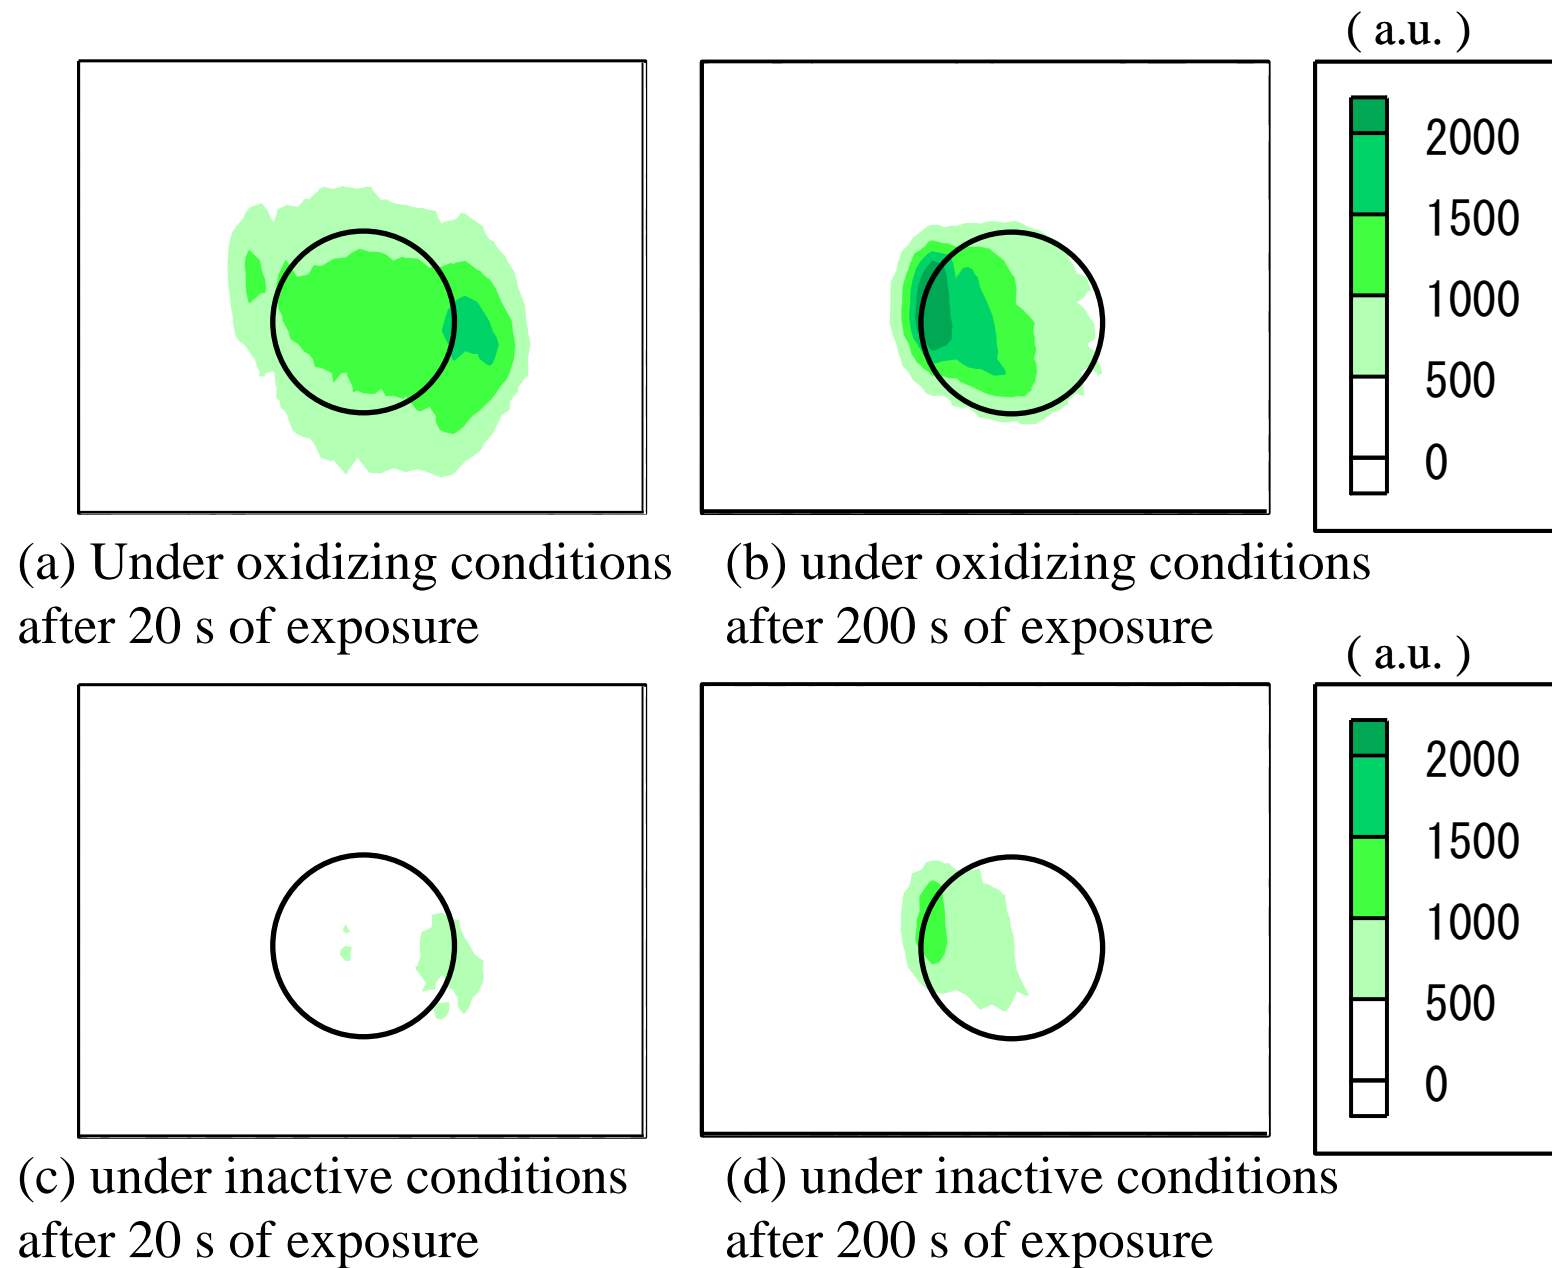 ( a.u. )
2000
1500
1000
500
0
(a) Under oxidizing conditions
after 20 s of exposure
(b) under oxidizing conditions
after 200 s of exposure
( a.u. )
2000
1500
1000
500
0
(c) under inactive conditions
after 20 s of exposure
(d) under inactive conditions
after 200 s of exposure